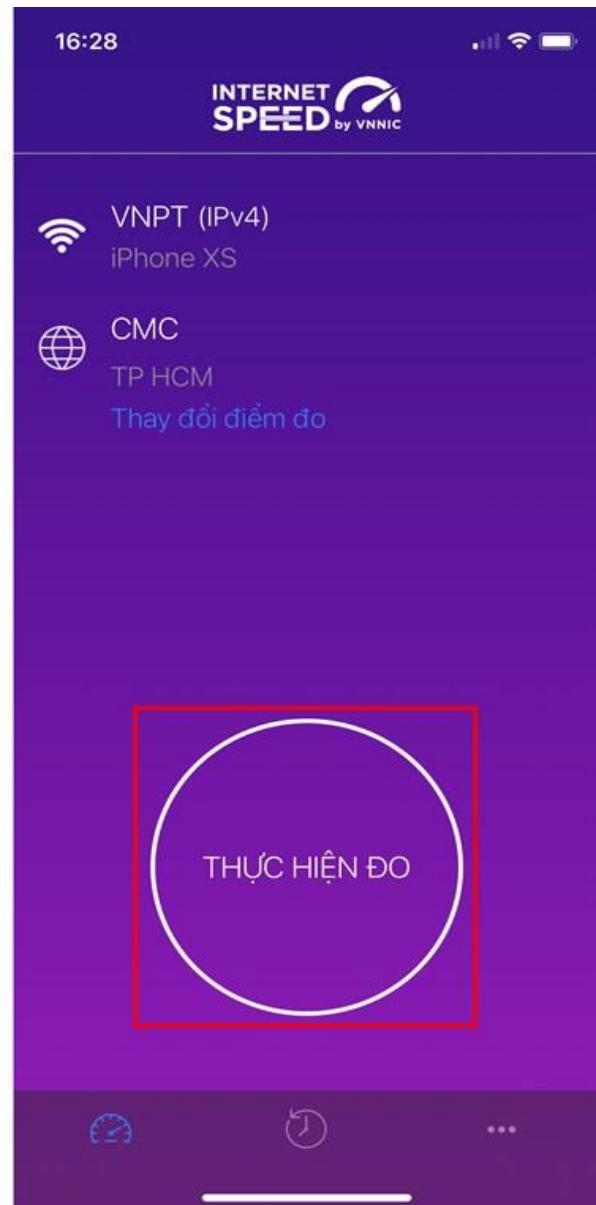 16:28
INTERNET
SPEED by VNNIC
VNPT (IPv4)
iPhone XS
CMC
TP HCM
Thay đổi điểm đo
THỰC HIỆN ĐO